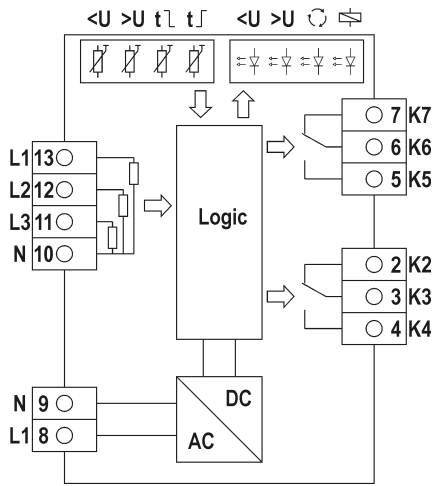 <U >U t t <U >U
L1 13
L2 12
L3 11
N 10
Logic
7 K7
6 K6
5 K5
2 K2
3 K3
4 K4
N 9
L1 8
DC
AC